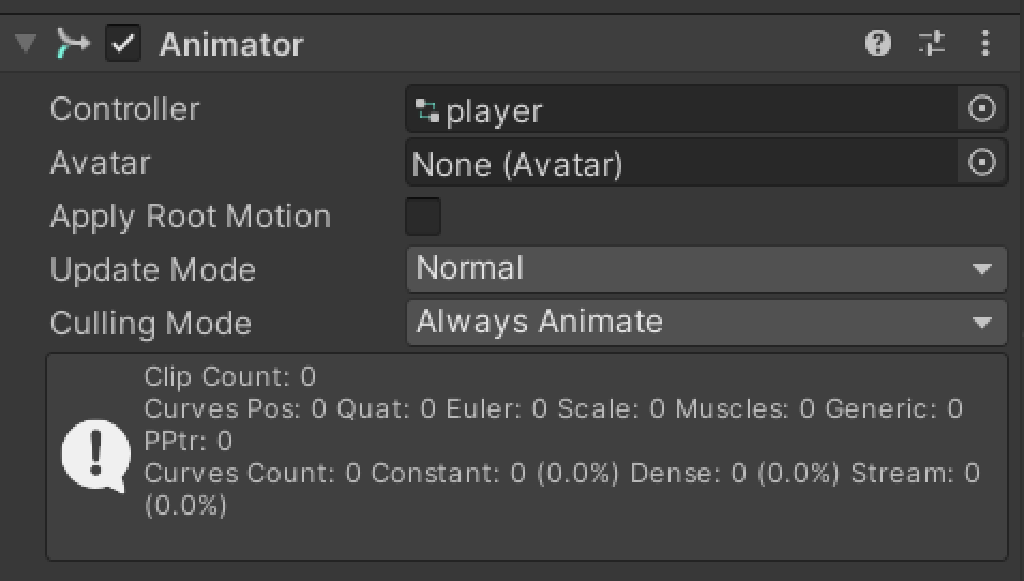 Animator
Controller player
Avatar None (Avatar)
Apply Root Motion
Update Mode Normal
Culling Mode Always Animate
Clip Count: 0
Curves Pos: 0 Quat: 0 Euler: 0 Scale: 0 Muscles: 0 Generic: 0
PPtr: 0
Curves Count: 0 Constant: 0 (0.0%) Dense: 0 (0.0%) Stream: 0
(0.0%)